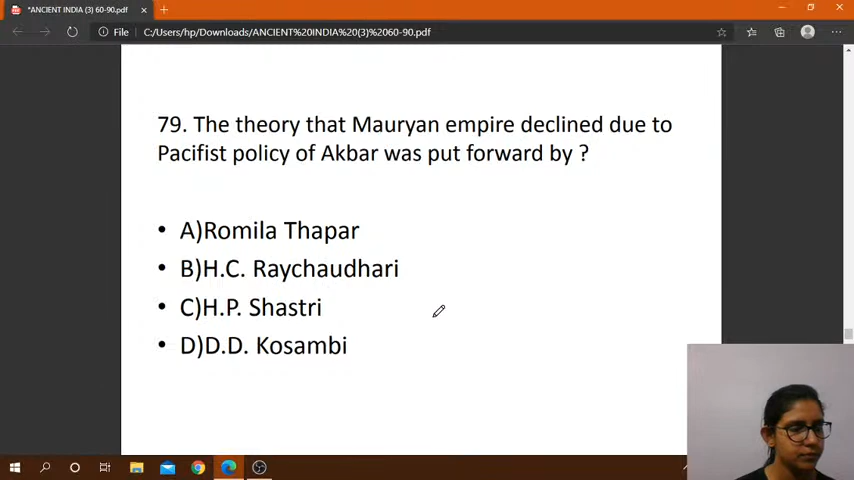 *ANCIENT INDIA (3) 60-90.pdf
File
C:/Users/hp/Downloads/ANCIENT%20INDIA%20(3)%2060-90.pdf
79. The theory that Mauryan empire declined due to
Pacifist policy of Akbar was put forward by ?
• A)Romila Thapar
• B)H.C. Raychaudhari
• C)H.P. Shastri
• D)D.D. Kosambi